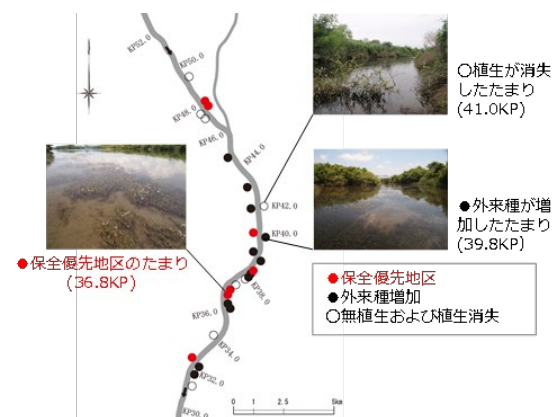 KP52.0
KP50.0
KP48.0
KP46.0
KP44.0
KP42.0
KP40.0
KP38.0
KP36.0
KP34.0
KP32.0
KP30.0
○植生が消失
したたまり
(41.0KP)
●外来種が増
加したたまり
(39.8KP)
●保全優先地区のたまり
(36.8KP)
●保全優先地区
●外来種増加
○無植生および植生消失
0 1 2.5 5km